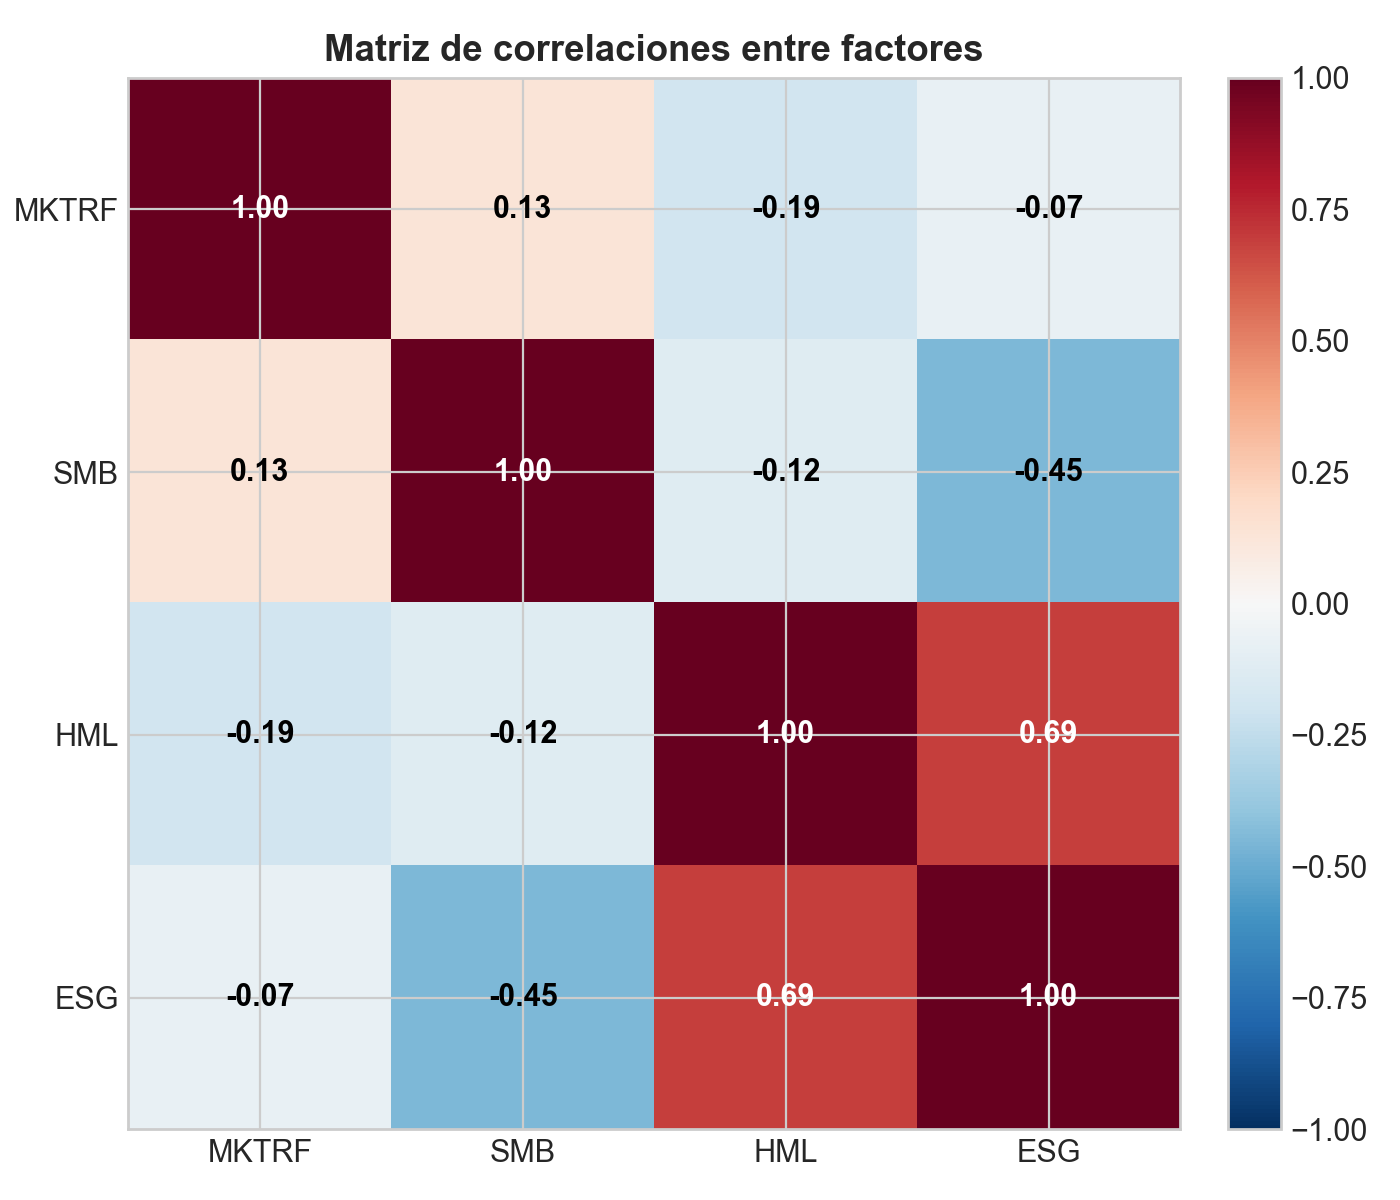 Matriz de correlaciones entre factores
1.00
MKTRF 1.00 0.13 -0.19 -0.07 0.75
0.50
SMB 0.13 1.00 -0.12 -0.45 0.25
0.00
HML -0.19 -0.12 1.00 0.69 −0.25
−0.50
ESG -0.07 -0.45 0.69 1.00 −0.75
−1.00
MKTRF SMB HML ESG